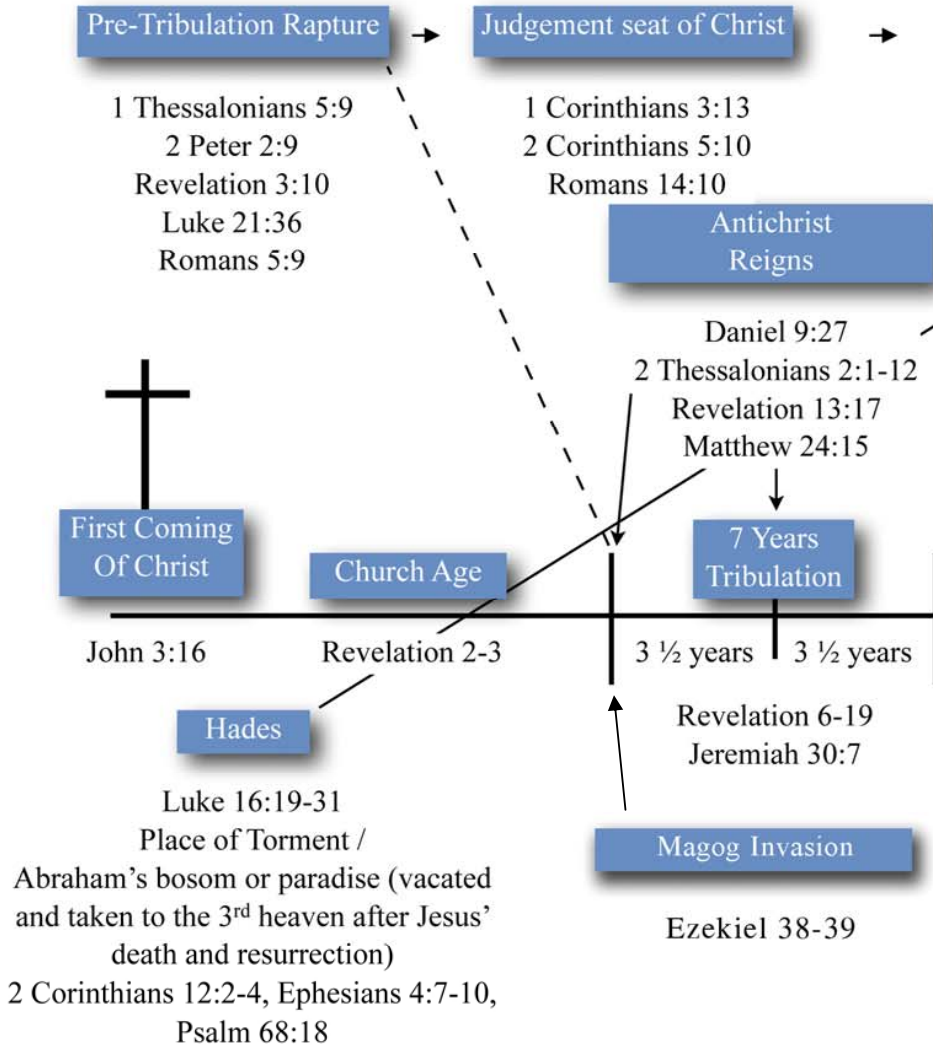 Pre-Tribulation Rapture
1 Thessalonians 5:9
2 Peter 2:9
Revelation 3:10
Luke 21:36
Romans 5:9
Judgement seat of Christ
1 Corinthians 3:13
2 Corinthians 5:10
Romans 14:10
Antichrist
Reigns
Daniel 9:27
2 Thessalonians 2:1-12
Revelation 13:17
Matthew 24:15
First Coming
Of Christ
John 3:16
Church Age
Revelation 2-3
7 Years
Tribulation
3 ½ years
3 ½ years
Revelation 6-19
Jeremiah 30:7
Hades
Luke 16:19-31
Place of Torment /
Abraham’s bosom or paradise (vacated
and taken to the 3rd heaven after Jesus’
death and resurrection)
2 Corinthians 12:2-4, Ephesians 4:7-10,
Psalm 68:18
Magog Invasion
Ezekiel 38-39